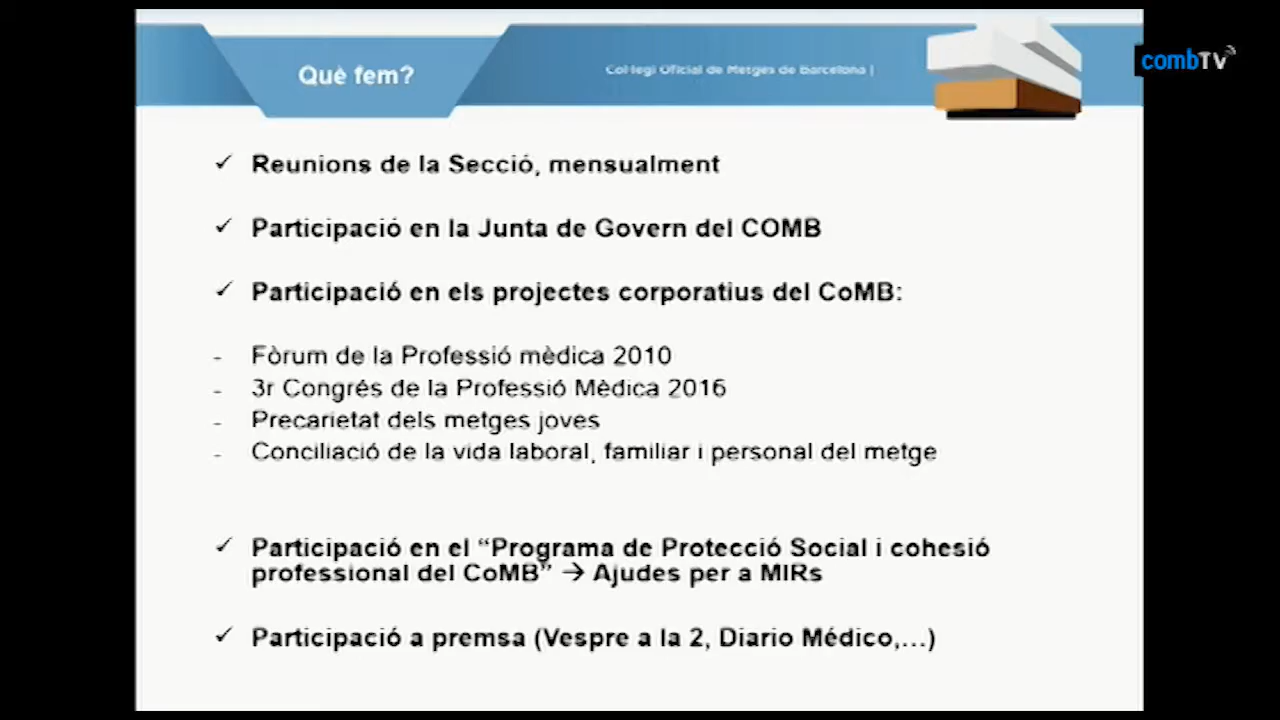 Què fem?
Col·legi Oficial de Metges de Barcelona |
combTv
✓ Reunions de la Secció, mensualment
✓ Participació en la Junta de Govern del COMB
✓ Participació en els projectes corporatius del CoMB:
- Fòrum de la Professió mèdica 2010
- 3r Congrés de la Professió Mèdica 2016
- Precarietat dels metges joves
- Conciliació de la vida laboral, familiar i personal del metge
✓ Participació en el “Programa de Protecció Social i cohesió
professional del CoMB” → Ajudes per a MIRs
✓ Participació a premsa (Vespre a la 2, Diario Médico,...)